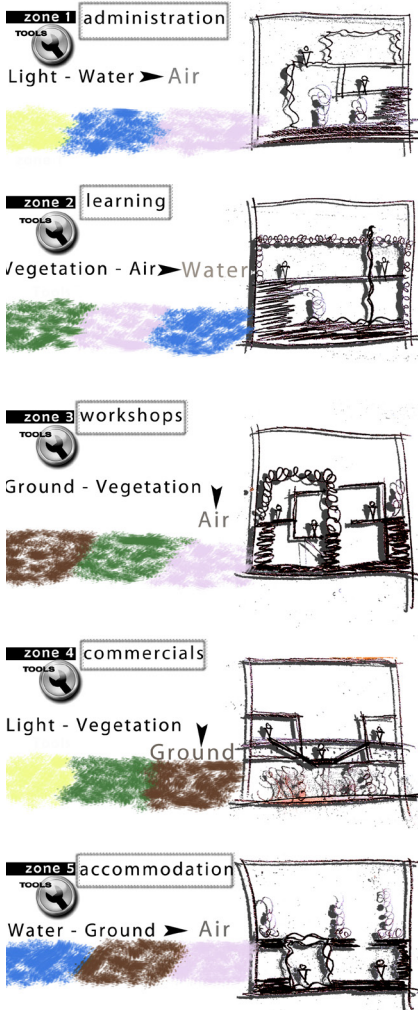 zone 1
administration
TOOLS
Light - Water
Air
zone 2
learning
TOOLS
Vegetation - Air
Water
zone 3
workshops
TOOLS
Ground - Vegetation
Air
zone 4
commercials
TOOLS
Light - Vegetation
Ground
zone 5
accommodation
TOOLS
Water - Ground
Air